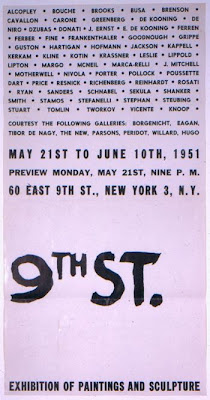 ALCOPLEY • BOUCHE • BROOKS • BUSA • BRENSON
• CAVALLON • CARONE • GREENBERG • DE KOONING • DE
NIRO • DZUBAS • DONATI • J. ERNST • E. DE KOONING • FERREN
• FERRER • FINE • FRANKENTHALER • GOODNOUGH • GRIPPE
• GUSTON • HARTIGAN • HOFMANN • JACKSON • KAPPELL •
KERKAM • KLINE • KOTIN • KRASSNER • LESLIE • LIPPOLD •
LIPTON • MARGO • MCNEIL • MARCA-RELLI • J. MITCHELL
• MOTHERWELL • NIVOLA • PORTER • POLLOCK • POUSSETTE
DART • PRICE • RESNICK • RICHENBERG • REINHARDT • ROSATI
• RYAN • SANDERS • SCHNABEL • SEKULA • SHANKER •
SMITH • STAMOS • STEFANELLI • STEPHAN • STEUBING •
STUART • TOMLIN • TWORKOV • VICENTE • KNOOP •
COURTESY THE FOLLOWING GALLERIES: BORGENICHT, EAGAN,
TIBOR DE NAGY, THE NEW, PARSONS, PERIDOT, WILLARD, HUGO
MAY 21ST TO JUNE 10TH, 1951
PREVIEW MONDAY, MAY 21ST, NINE P. M.
60 EAST 9TH ST., NEW YORK 3, N.Y.
9TH ST.
EXHIBITION OF PAINTINGS AND SCULPTURE